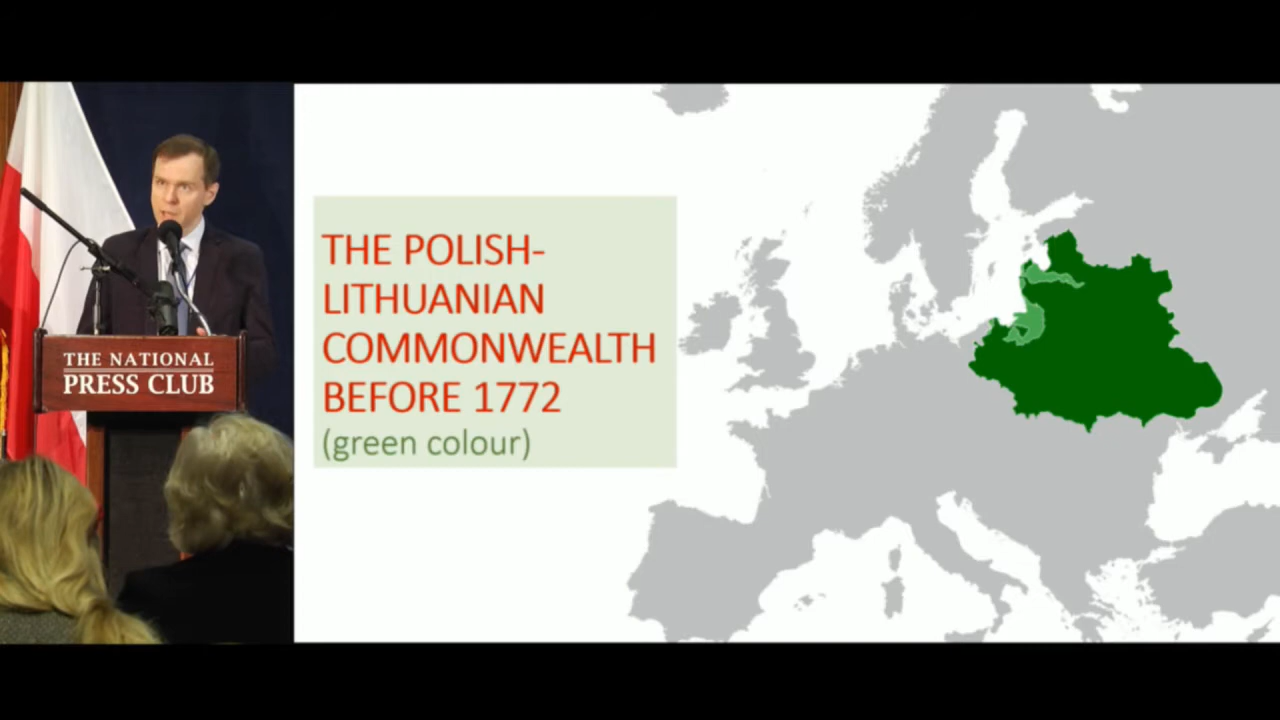 THE NATIONAL
PRESS CLUB
THE POLISH-
LITHUANIAN
COMMONWEALTH
BEFORE 1772
(green colour)